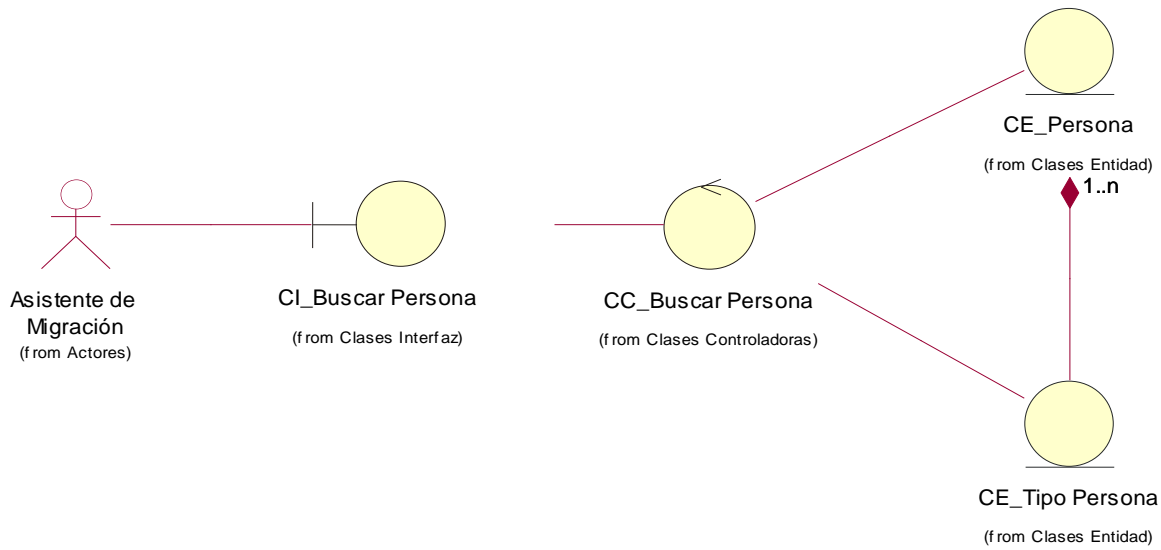 CE_Persona
(from Clases Entidad)
1..n
Asistente de
Migración
(from Actores)
CI_Buscar Persona
(from Clases Interfaz)
CC_Buscar Persona
(from Clases Controladoras)
CE_Tipo Persona
(from Clases Entidad)